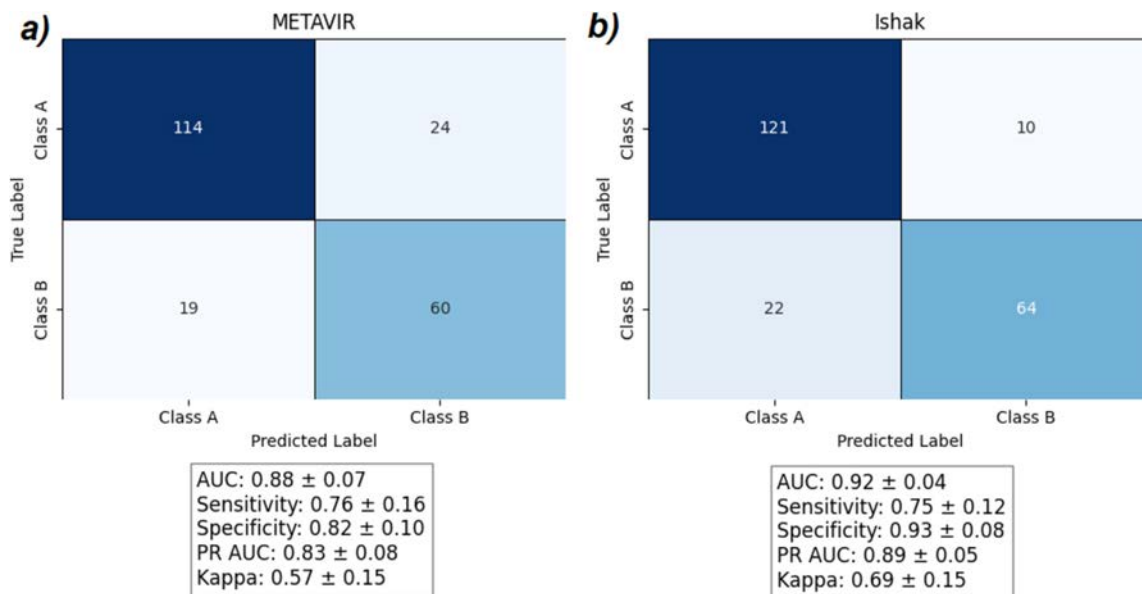 a)
METAVIR
Class A
Class B
True Label
114
24
19
60
Class A
Class B
Predicted Label
AUC: 0.88 ± 0.07
Sensitivity: 0.76 ± 0.16
Specificity: 0.82 ± 0.10
PR AUC: 0.83 ± 0.08
Kappa: 0.57 ± 0.15
b)
Ishak
Class A
Class B
True Label
121
10
22
64
Class A
Class B
Predicted Label
AUC: 0.92 ± 0.04
Sensitivity: 0.75 ± 0.12
Specificity: 0.93 ± 0.08
PR AUC: 0.89 ± 0.05
Kappa: 0.69 ± 0.15